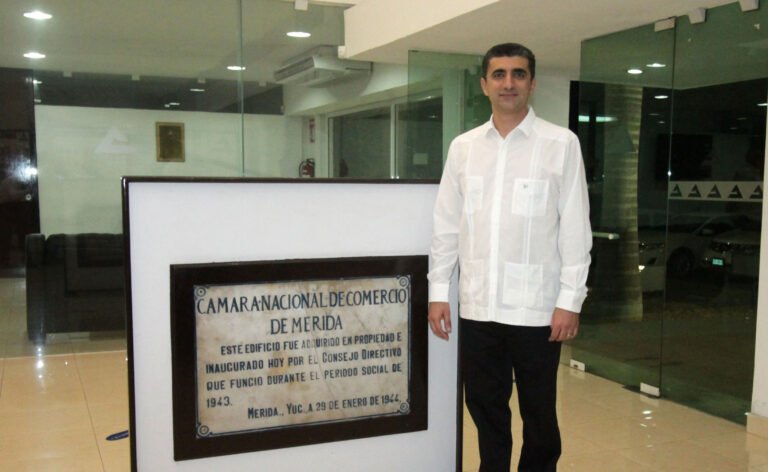 CAMARA NACIONAL DE COMERCIO
DE MERIDA
ESTE EDIFICIO FUE ADQUIRIDO EN PROPIEDAD E
INAUGURADO HOY POR EL CONSEJO DIRECTIVO
QUE FUNCIO DURANTE EL PERIODO SOCIAL DE
1943.
MERIDA., YUC., A 29 DE ENERO DE 1944.